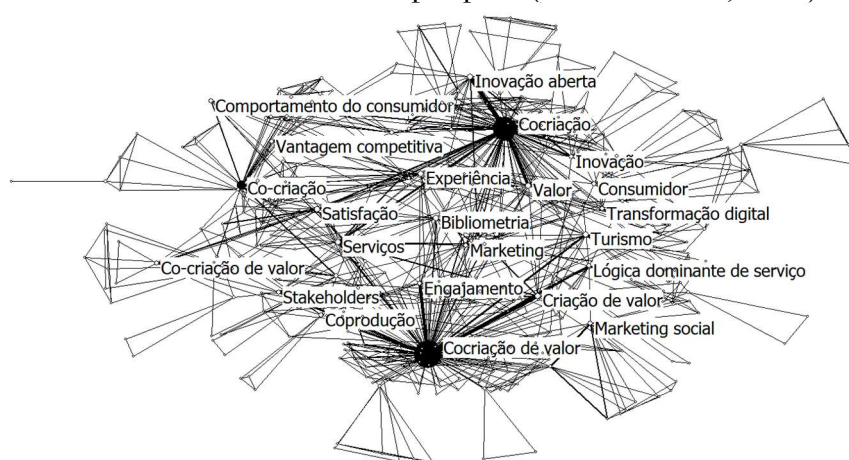 Inovação aberta
Comportamento do consumidor
Cocriação
Vantagem competitiva
Inovação
Co-criação
Experiência
Valor
Consumidor
Satisfação
Bibliometria
Transformação digital
Serviços
Marketing
Turismo
Co-criação de valor
Lógica dominante de serviço
Stakeholders
Engajamento
Criação de valor
Coprodução
Marketing social
Cocriação de valor